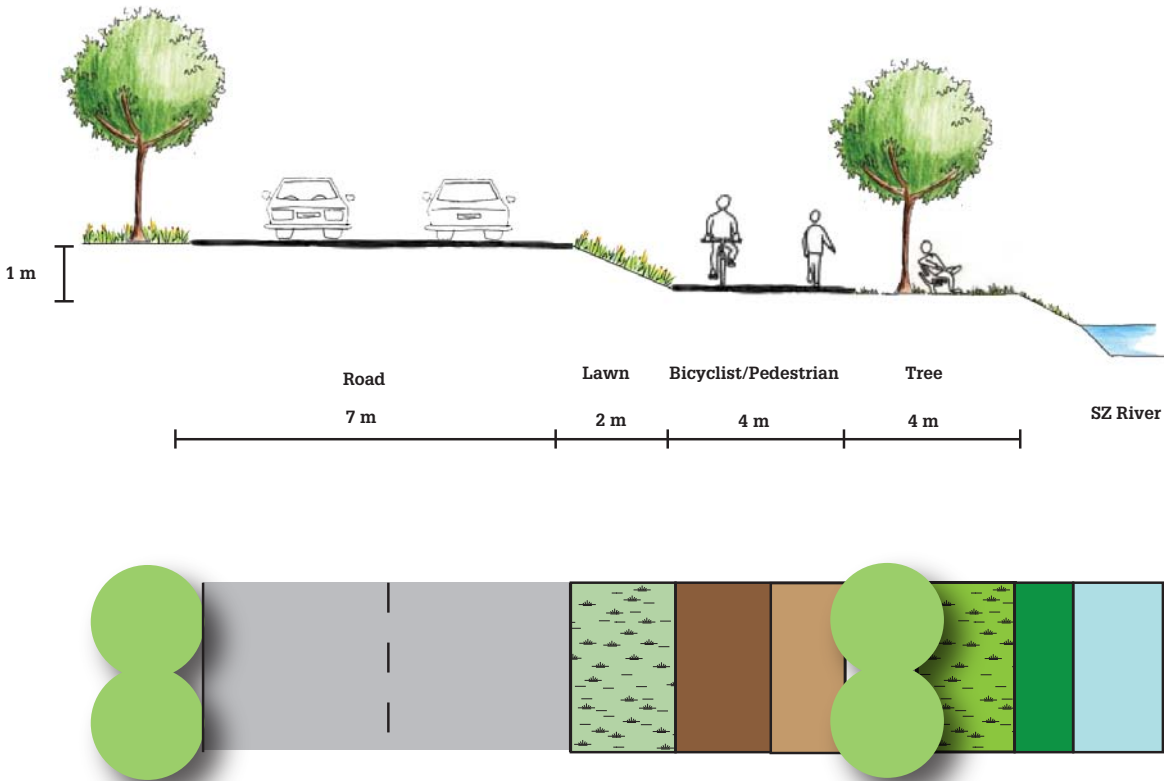 1 m
Road
7 m
Lawn
2 m
Bicyclist/Pedestrian
4 m
Tree
4 m
SZ River